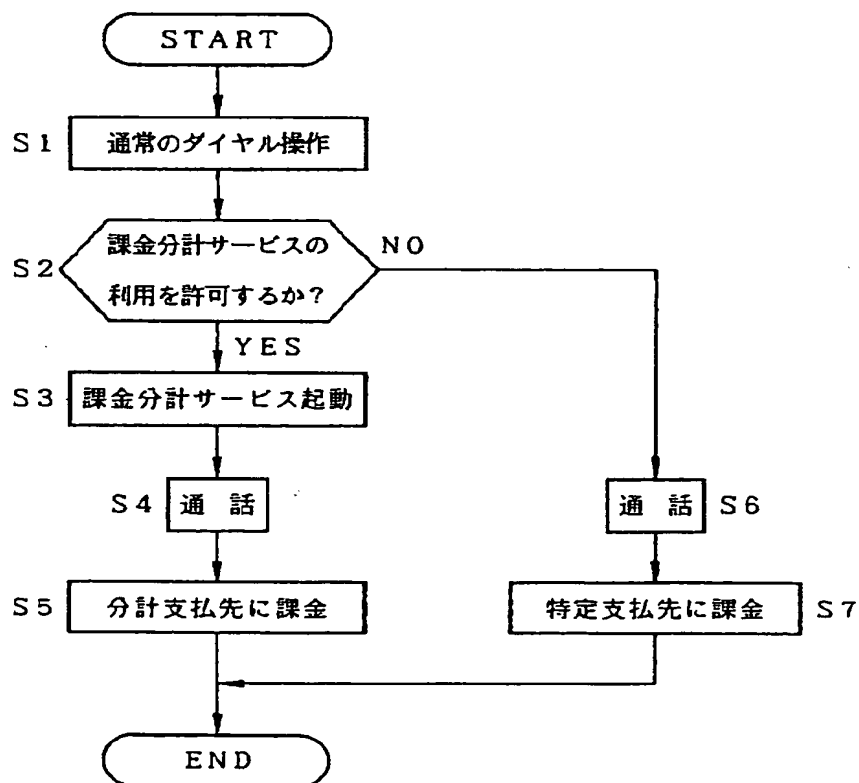 START
S1 通常のダイヤル操作
S2 課金分計サービスの
利用を許可するか?
NO
YES
S3 課金分計サービス起動
S4 通話
通話 S6
S5 分計支払先に課金
特定支払先に課金 S7
END